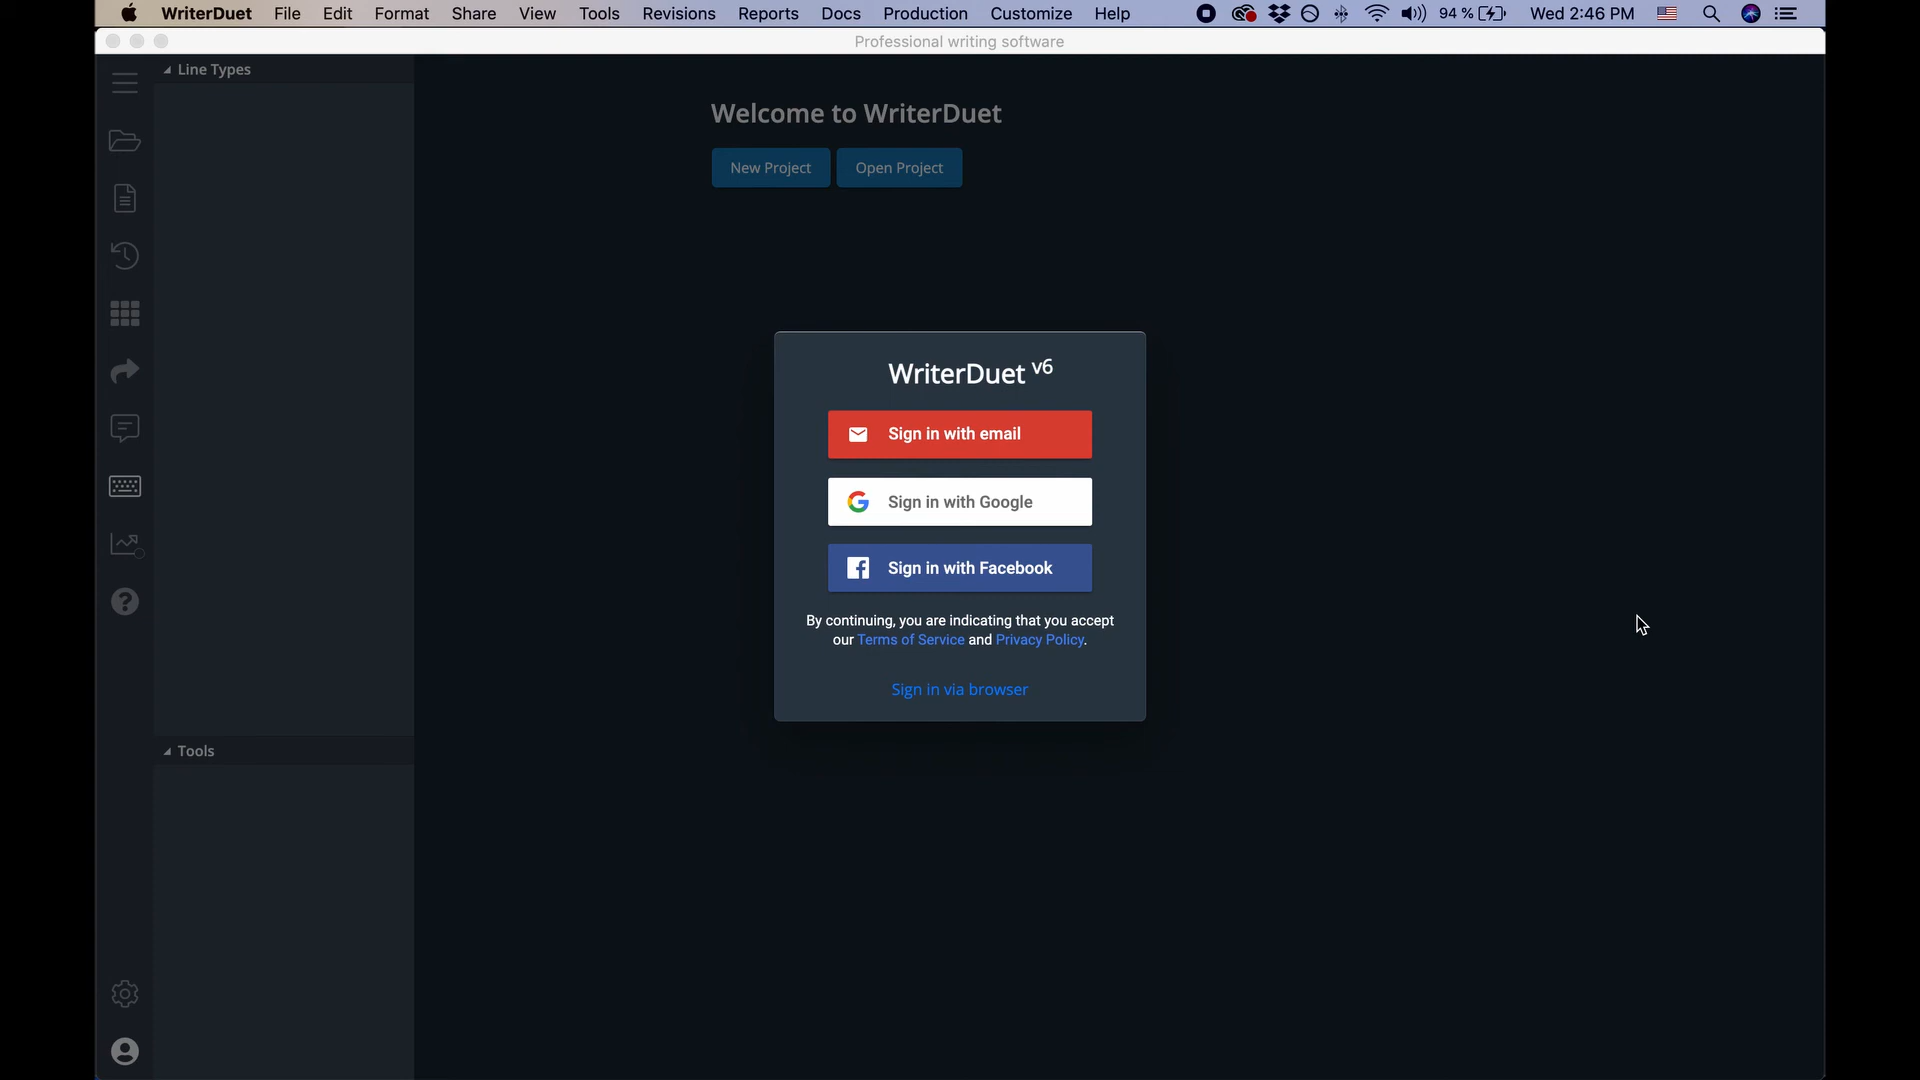 WriterDuet File Edit Format Share View Tools Revisions Reports Docs Production Customize Help 94 % Wed 2:46 PM
Professional writing software
Line Types
Welcome to WriterDuet
New Project Open Project
WriterDuet v6
Sign in with email
Sign in with Google
Sign in with Facebook
By continuing, you are indicating that you accept
our Terms of Service and Privacy Policy.
Sign in via browser
Tools